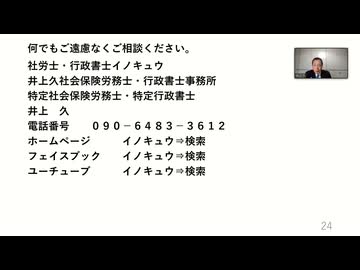 何でもご遠慮なくご相談ください。
社労士・行政書士イノキュウ
井上久社会保険労務士・行政書士事務所
特定社会保険労務士・特定行政書士
井上　久
電話番号　　０９０－６４８３－３６１２
ホームページ　　　イノキュウ⇒検索
フェイスブック　　イノキュウ⇒検索
ユーチューブ　　　イノキュウ⇒検索
24